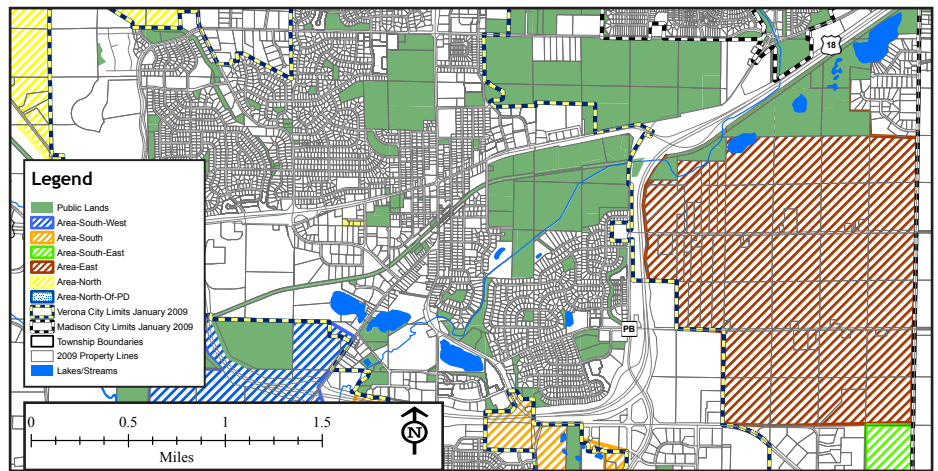 18
Legend
Public Lands
Area-South-West
Area-South
Area-South-East
Area-East
Area-North
Area-North-Of-PD
Verona City Limits January 2009
Madison City Limits January 2009
Township Boundaries
2009 Property Lines
Lakes/Streams
PB
0 0.5 1 1.5
Miles
N